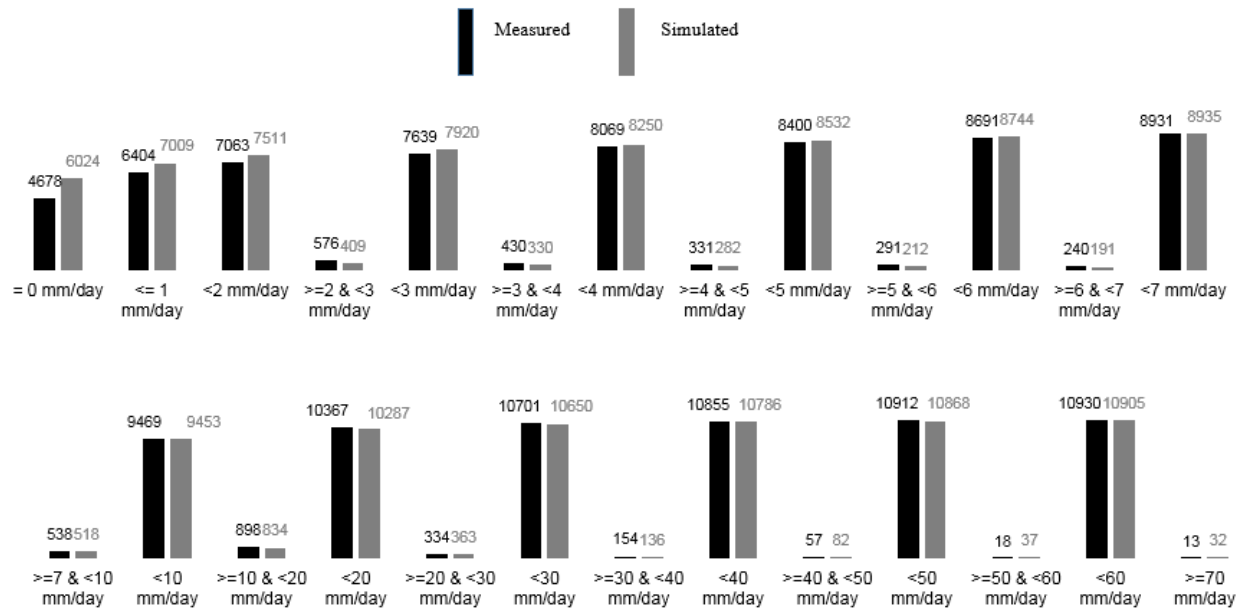 Measured Simulated
4678 6024 6404 7009 7063 7511 576 409 7639 7920 430 330 8069 8250 331 282 8400 8532 291 212 8691 8744 240 191 8931 8935
= 0 mm/day <= 1 <2 mm/day >=2 & <3 <3 mm/day >=3 & <4 <4 mm/day >=4 & <5 <5 mm/day >=5 & <6 <6 mm/day >=6 & <7 <7 mm/day
mm/day mm/day mm/day mm/day mm/day mm/day
538 518 9469 9453 898 834 10367 10287 334 363 10701 10650 154 136 10855 10786 57 82 10912 10868 18 37 10930 10905 13 32
>=7 & <10 <10 >=10 & <20 <20 >=20 & <30 <30 >=30 & <40 <40 >=40 & <50 <50 >=50 & <60 <60 >=70
mm/day mm/day mm/day mm/day mm/day mm/day mm/day mm/day mm/day mm/day mm/day mm/day mm/day